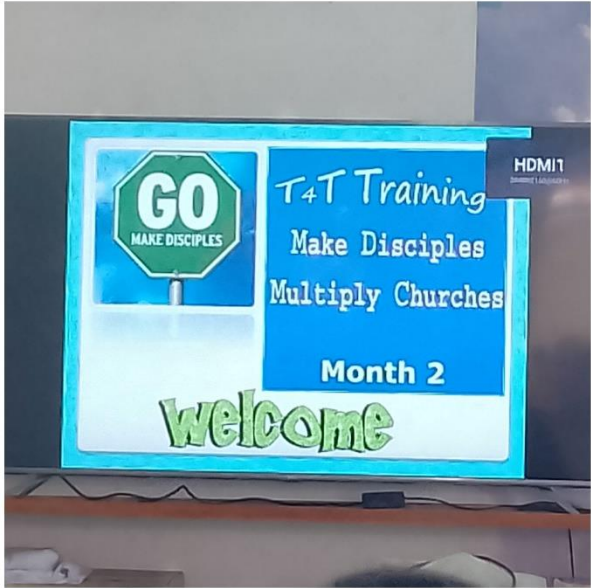 GO
MAKE DISCIPLES
T4T Training
Make Disciples
Multiply Churches
Month 2
welcome
HDMI1